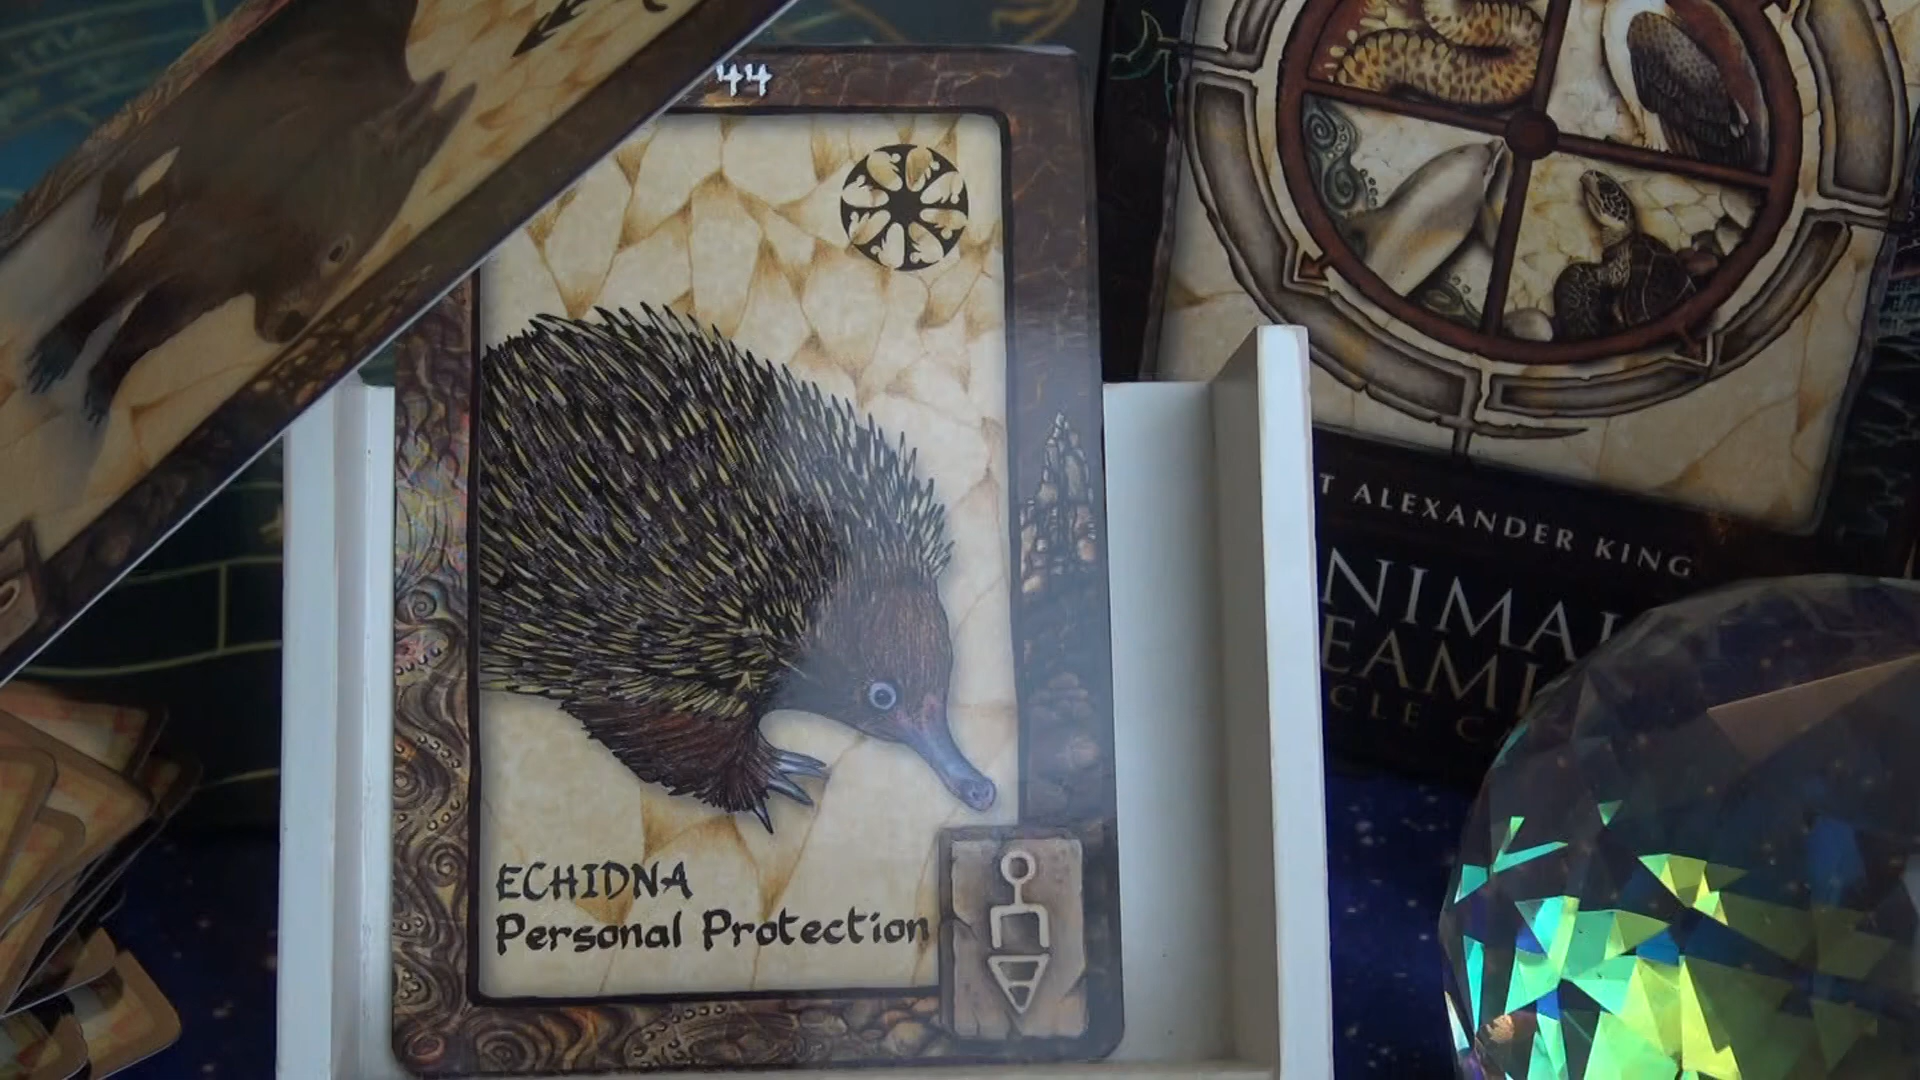 44
ECHIDNA
Personal Protection
T ALEXANDER KING
NIMAL
EAMI
CLE C